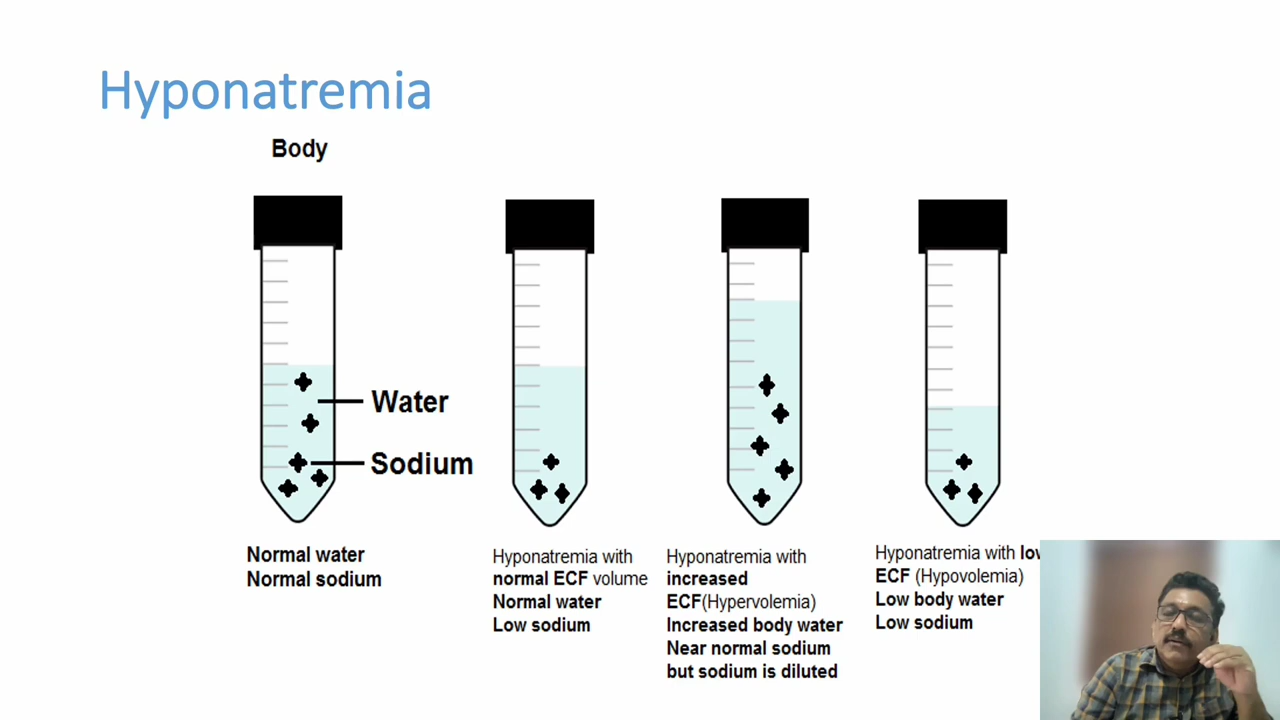 Hyponatremia
Body
Water
Sodium
Normal water
Normal sodium
Hyponatremia with
normal ECF volume
Normal water
Low sodium
Hyponatremia with
increased
ECF(Hypervolemia)
Increased body water
Near normal sodium
but sodium is diluted
Hyponatremia with
ECF (Hypovolemia)
Low body water
Low sodium